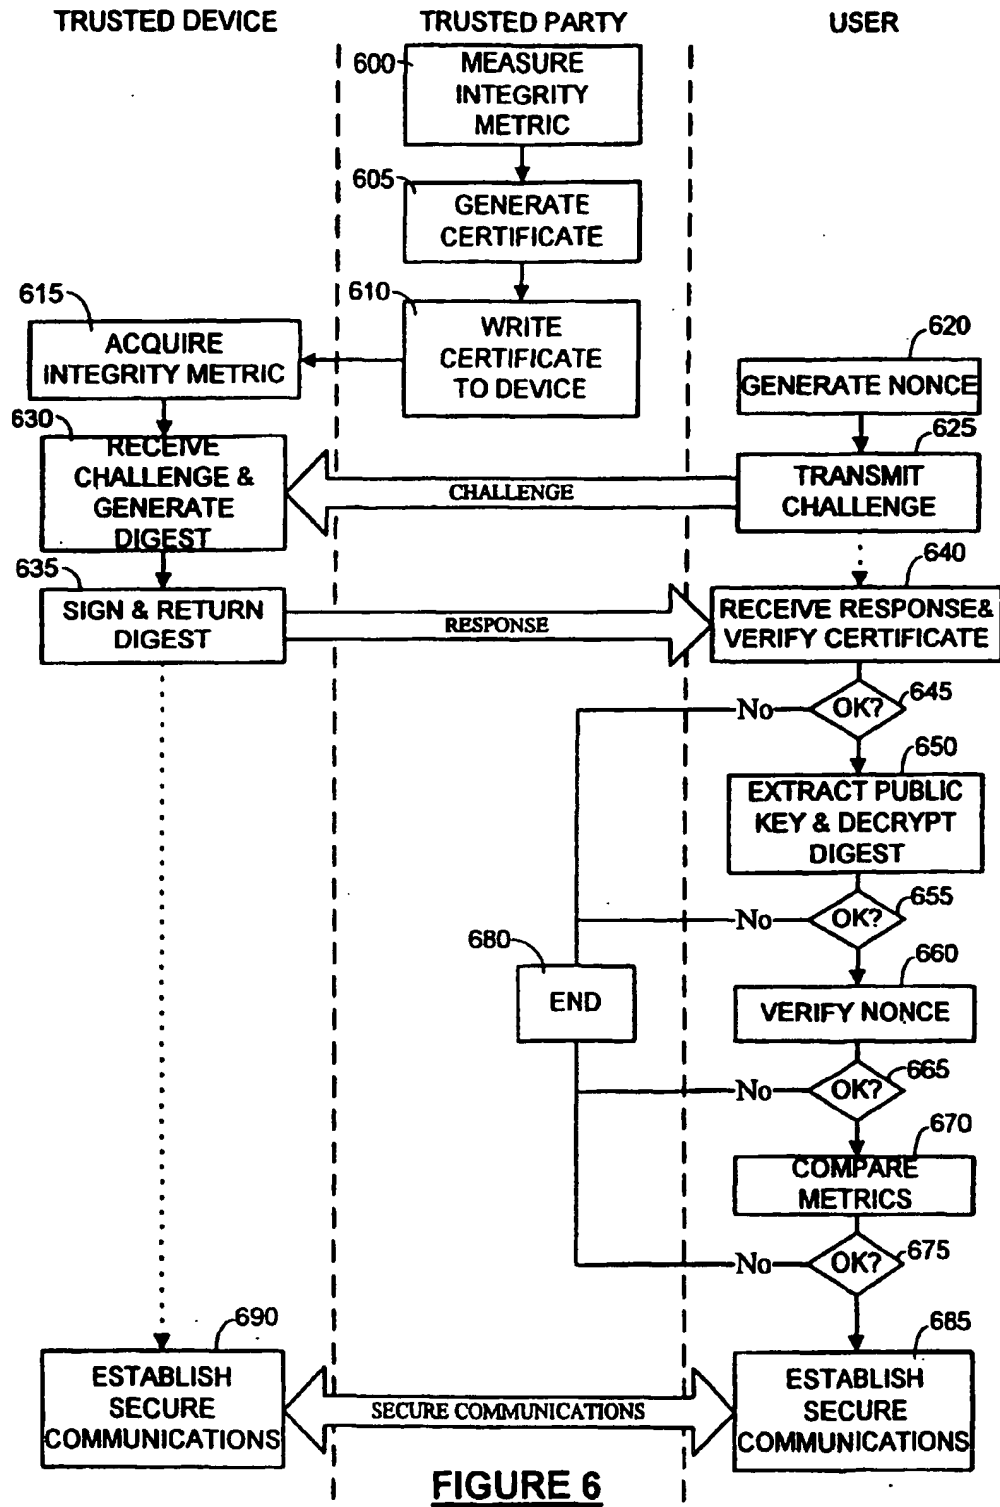 TRUSTED DEVICE
TRUSTED PARTY
USER
600
MEASURE
INTEGRITY
METRIC
605
GENERATE
CERTIFICATE
610
WRITE
CERTIFICATE
TO DEVICE
615
ACQUIRE
INTEGRITY METRIC
620
GENERATE NONCE
625
TRANSMIT
CHALLENGE
CHALLENGE
630
RECEIVE
CHALLENGE &
GENERATE
DIGEST
635
SIGN & RETURN
DIGEST
RESPONSE
640
RECEIVE RESPONSE&
VERIFY CERTIFICATE
645
OK?
No
650
EXTRACT PUBLIC
KEY & DECRYPT
DIGEST
655
OK?
No
680
END
660
VERIFY NONCE
665
OK?
No
670
COMPARE
METRICS
675
OK?
No
690
ESTABLISH
SECURE
COMMUNICATIONS
SECURE COMMUNICATIONS
685
ESTABLISH
SECURE
COMMUNICATIONS
FIGURE 6